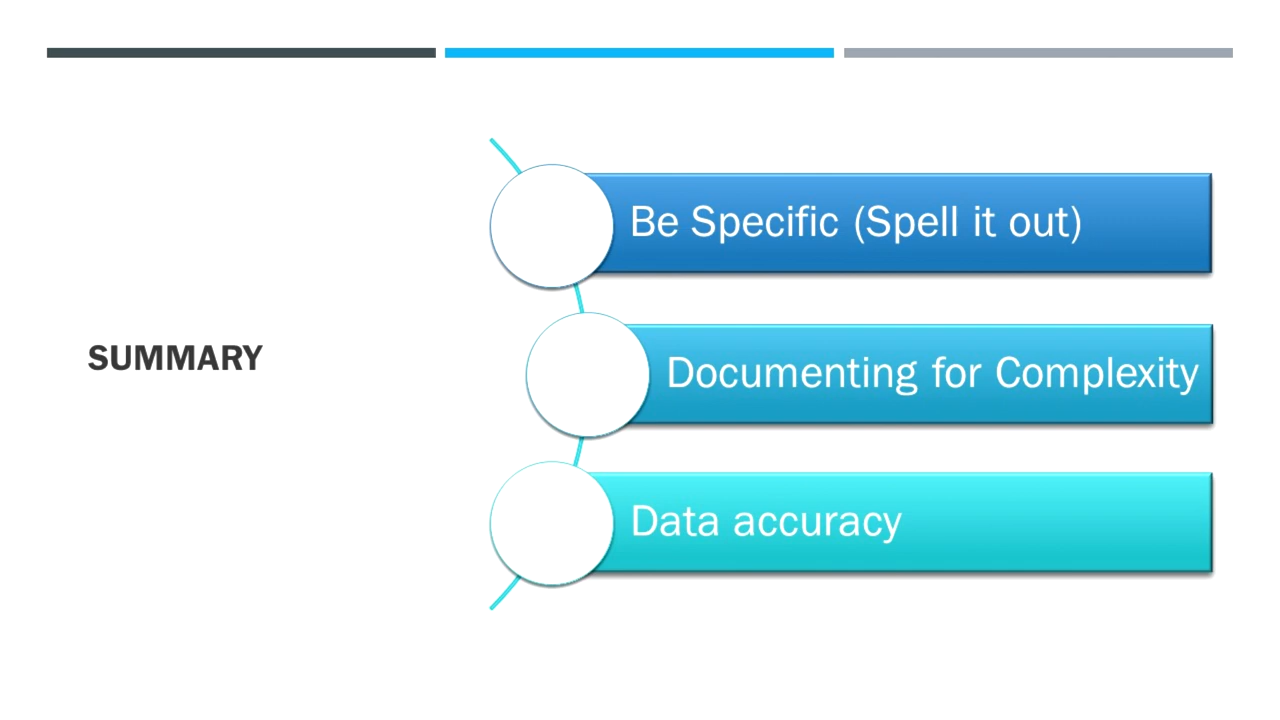 SUMMARY
Be Specific (Spell it out)
Documenting for Complexity
Data accuracy